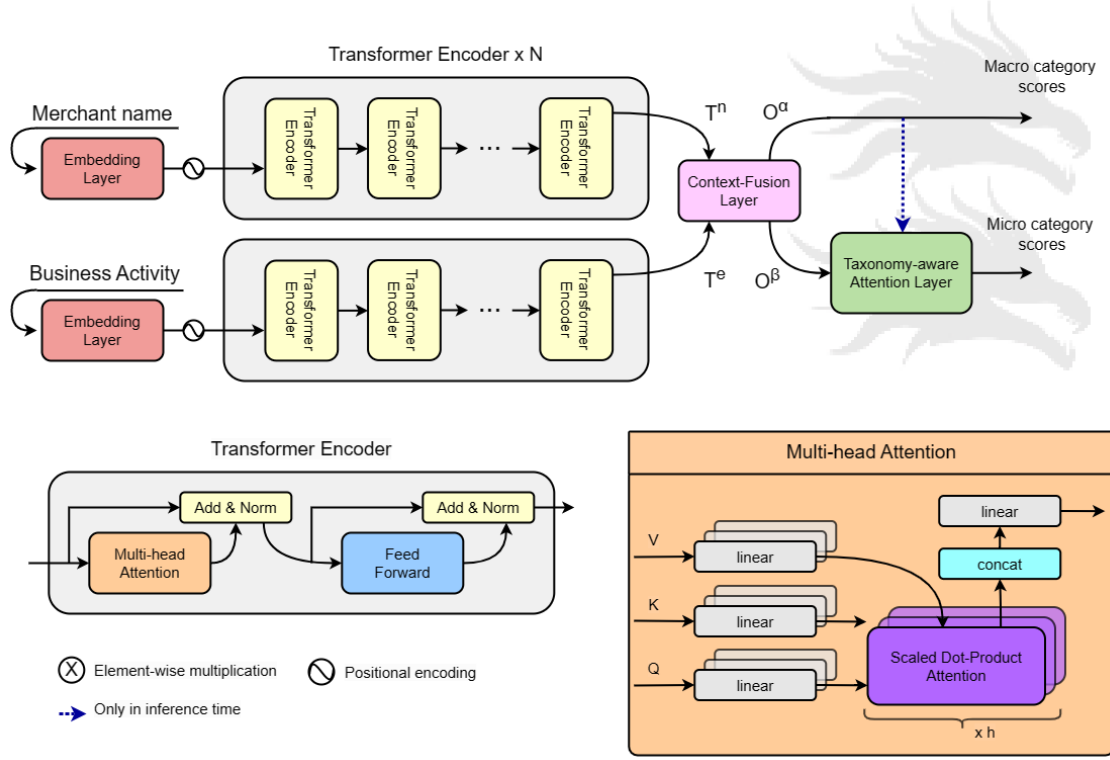 Transformer Encoder x N
Merchant name
Embedding
Layer
Transformer
Encoder
Transformer
Encoder
...
Transformer
Encoder
Business Activity
Embedding
Layer
Transformer
Encoder
Transformer
Encoder
...
Transformer
Encoder
Tⁿ
Tᵉ
Context-Fusion
Layer
Oᵅ
Oᵝ
Macro category
scores
Taxonomy-aware
Attention Layer
Micro category
scores
Transformer Encoder
Multi-head
Attention
Add & Norm
Feed
Forward
Add & Norm
X Element-wise multiplication
Positional encoding
Only in inference time
Multi-head Attention
V
linear
K
linear
Q
linear
Scaled Dot-Product
Attention
x h
concat
linear